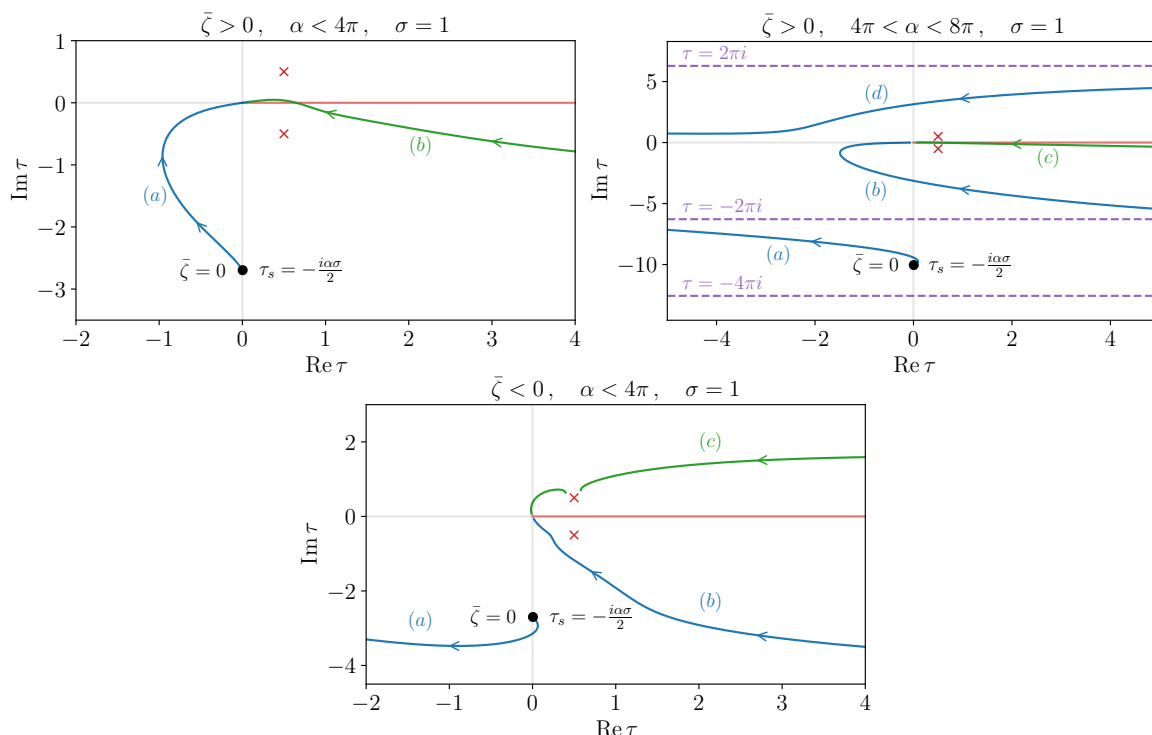 ζ̄ > 0 ,  α < 4π ,  σ = 1
1
0
−1
−2
−3
Im τ
(a)
(b)
ζ̄ = 0  τₛ = −iασ/2
−2 −1 0 1 2 3 4
Re τ
ζ̄ > 0 ,  4π < α < 8π ,  σ = 1
5
0
−5
−10
Im τ
τ = 2πi
(d)
(c)
(b)
τ = −2πi
(a)
ζ̄ = 0  τₛ = −iασ/2
τ = −4πi
−4 −2 0 2 4
Re τ
ζ̄ < 0 ,  α < 4π ,  σ = 1
2
0
−2
−4
Im τ
(c)
(a)
(b)
ζ̄ = 0  τₛ = −iασ/2
−2 −1 0 1 2 3 4
Re τ